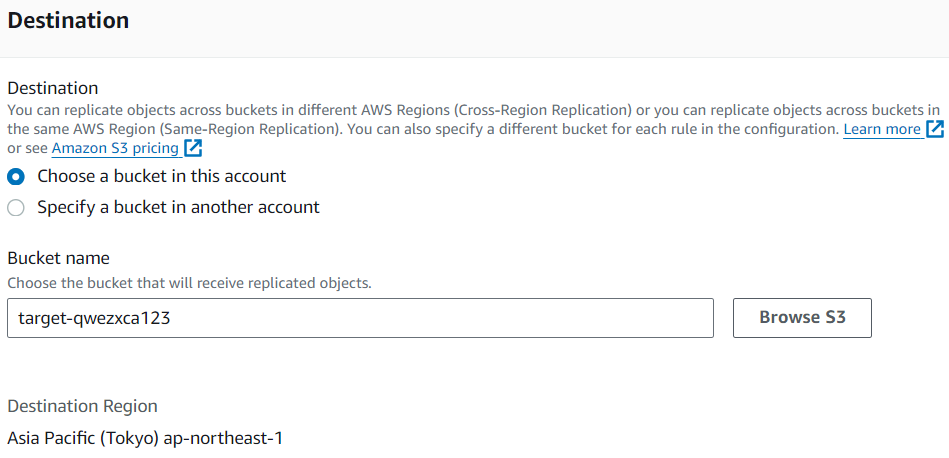 Destination
Destination
You can replicate objects across buckets in different AWS Regions (Cross-Region Replication) or you can replicate objects across buckets in
the same AWS Region (Same-Region Replication). You can also specify a different bucket for each rule in the configuration. Learn more
or see Amazon S3 pricing
Choose a bucket in this account
Specify a bucket in another account
Bucket name
Choose the bucket that will receive replicated objects.
target-qwezxca123
Browse S3
Destination Region
Asia Pacific (Tokyo) ap-northeast-1